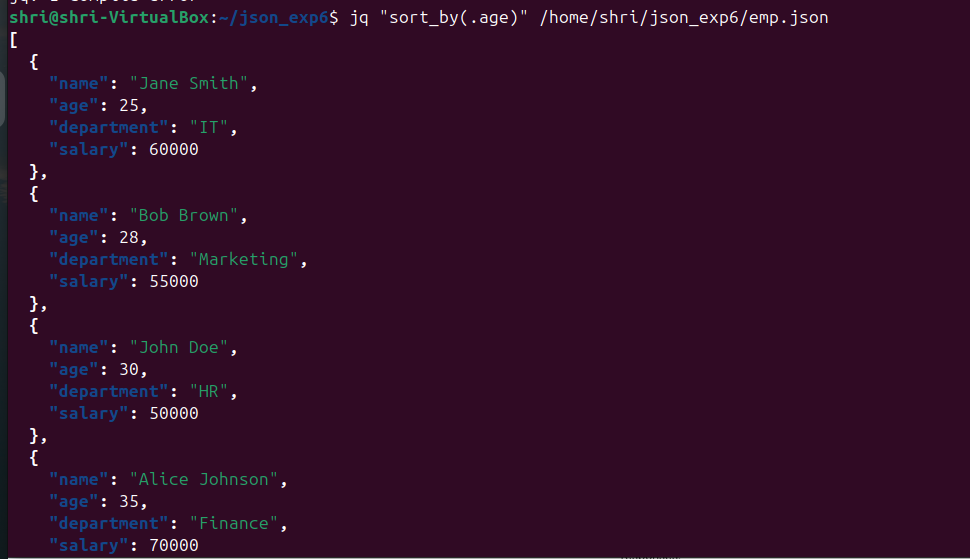 shri@shri-VirtualBox:~/json_exp6$ jq "sort_by(.age)" /home/shri/json_exp6/emp.json
[
  {
    "name": "Jane Smith",
    "age": 25,
    "department": "IT",
    "salary": 60000
  },
  {
    "name": "Bob Brown",
    "age": 28,
    "department": "Marketing",
    "salary": 55000
  },
  {
    "name": "John Doe",
    "age": 30,
    "department": "HR",
    "salary": 50000
  },
  {
    "name": "Alice Johnson",
    "age": 35,
    "department": "Finance",
    "salary": 70000